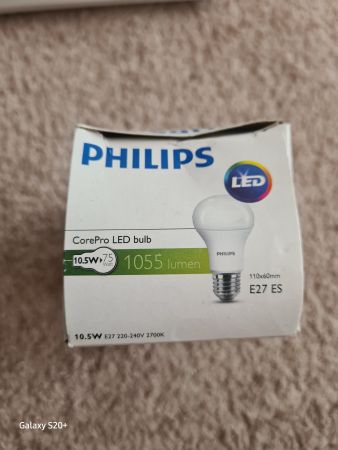 PHILIPS
LED
CorePro LED bulb
10.5W 75 Watt
1055 lumen
PHILIPS
110x60mm
E27 ES
10.5W E27 220-240V 2700K
Galaxy S20+